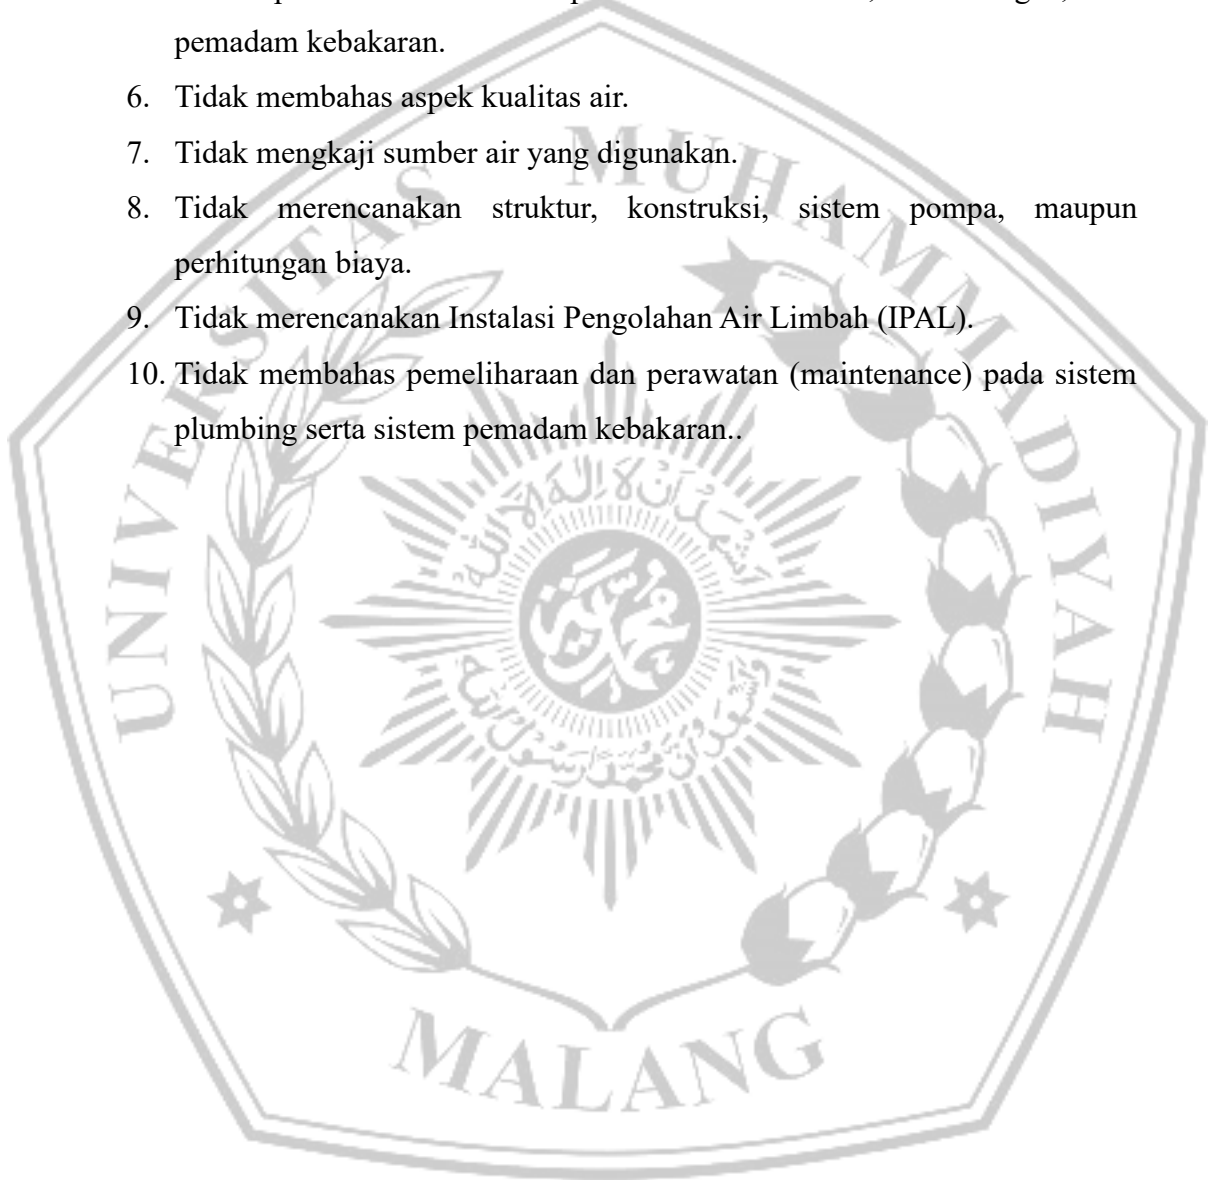 pemadam kebakaran.
6. Tidak membahas aspek kualitas air.
7. Tidak mengkaji sumber air yang digunakan.
8. Tidak merencanakan struktur, konstruksi, sistem pompa, maupun
perhitungan biaya.
9. Tidak merencanakan Instalasi Pengolahan Air Limbah (IPAL).
10. Tidak membahas pemeliharaan dan perawatan (maintenance) pada sistem
plumbing serta sistem pemadam kebakaran..
UNIVERSITAS MUHAMMADIYAH
MALANG